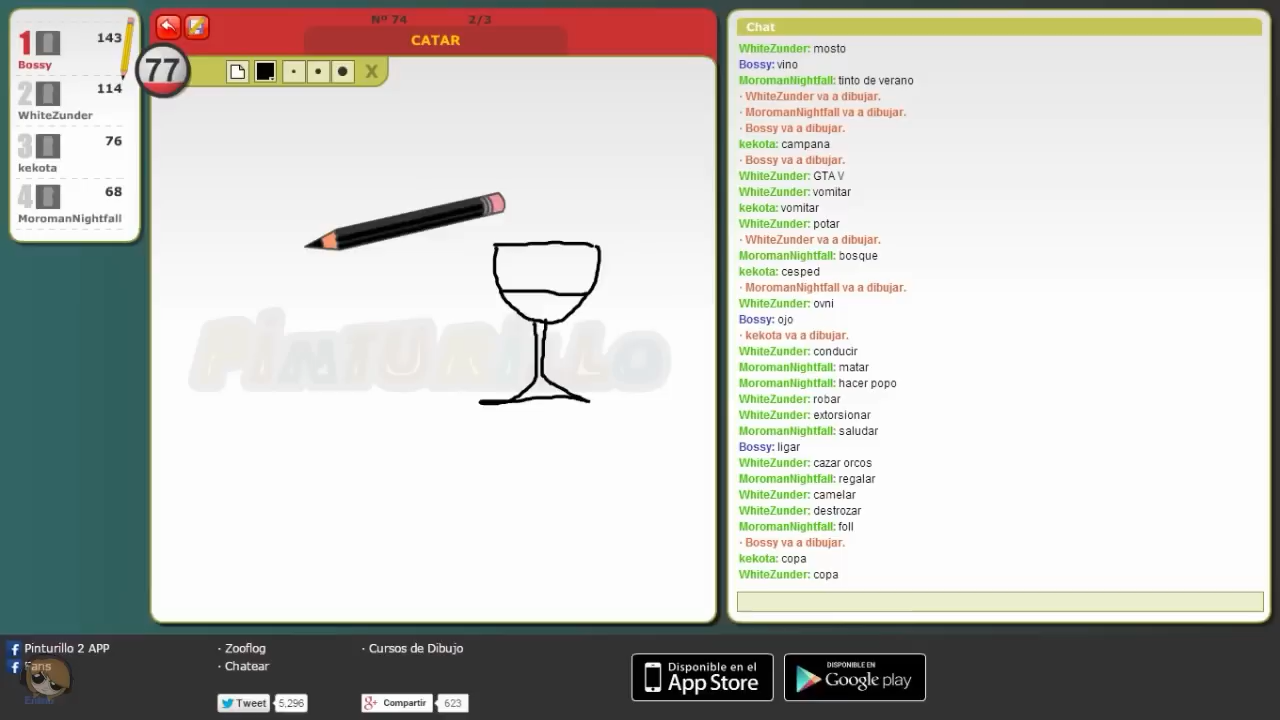 1 143
Bossy
2 114
WhiteZunder
3 76
kekota
4 68
MoromanNightfall
Nº 74 2/3
CATAR
77
X
PiNTURILLO
Chat
WhiteZunder: mosto
Bossy: vino
MoromanNightfall: tinto de verano
· WhiteZunder va a dibujar.
· MoromanNightfall va a dibujar.
· Bossy va a dibujar.
kekota: campana
· Bossy va a dibujar.
WhiteZunder: GTA V
WhiteZunder: vomitar
kekota: vomitar
WhiteZunder: potar
· WhiteZunder va a dibujar.
MoromanNightfall: bosque
kekota: cesped
· MoromanNightfall va a dibujar.
WhiteZunder: ovni
Bossy: ojo
· kekota va a dibujar.
WhiteZunder: conducir
MoromanNightfall: matar
MoromanNightfall: hacer popo
WhiteZunder: robar
WhiteZunder: extorsionar
MoromanNightfall: saludar
Bossy: ligar
WhiteZunder: cazar orcos
MoromanNightfall: regalar
WhiteZunder: camelar
WhiteZunder: destrozar
MoromanNightfall: foll
· Bossy va a dibujar.
kekota: copa
WhiteZunder: copa
f Pinturillo 2 APP
f Fans
· Zooflog
· Chatear
· Cursos de Dibujo
Tweet 5,296
g+ Compartir 623
Disponible en el
App Store
DISPONIBLE EN
Google play